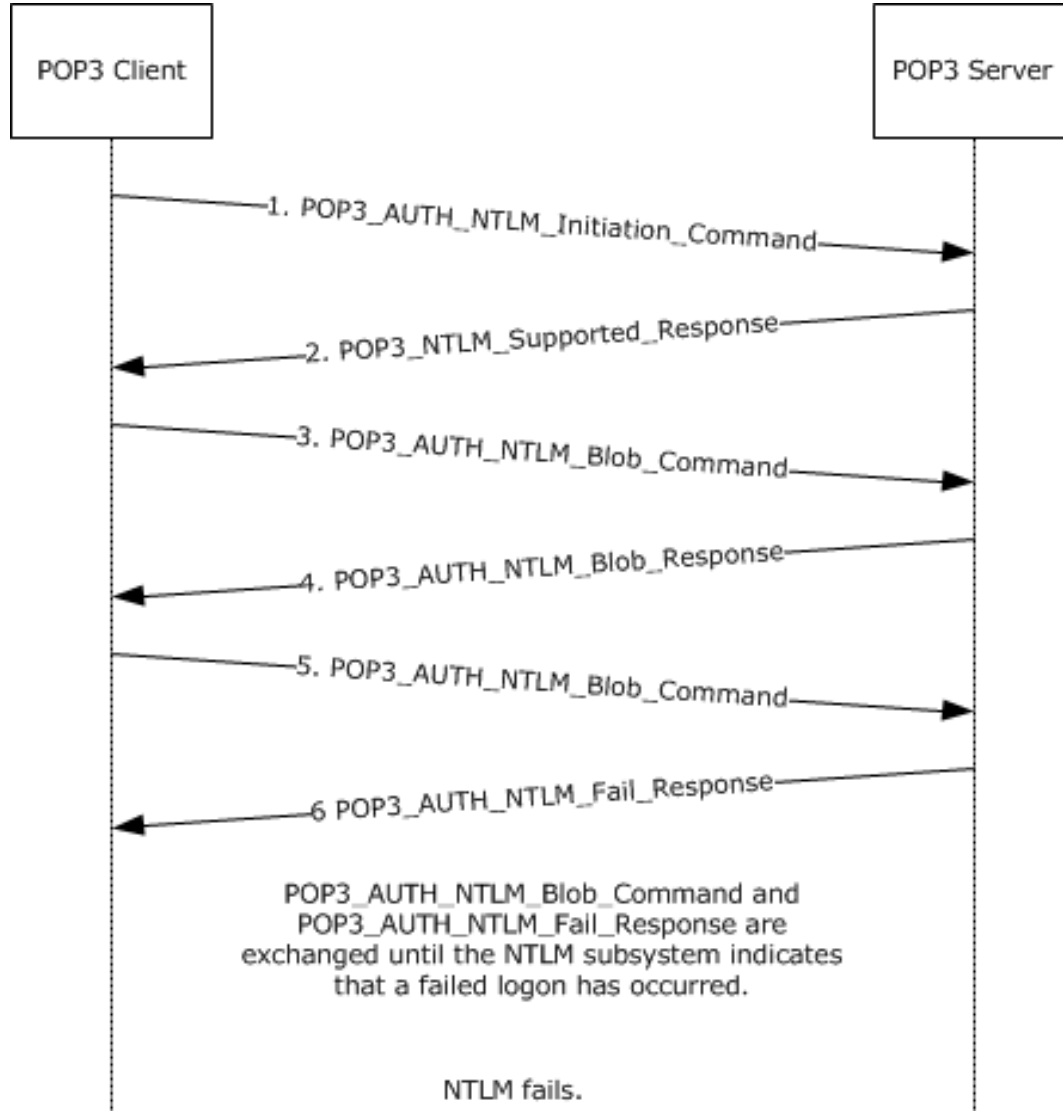 POP3 Client
POP3 Server
1. POP3_AUTH_NTLM_Initiation_Command
2. POP3_NTLM_Supported_Response
3. POP3_AUTH_NTLM_Blob_Command
4. POP3_AUTH_NTLM_Blob_Response
5. POP3_AUTH_NTLM_Blob_Command
6 POP3_AUTH_NTLM_Fail_Response
POP3_AUTH_NTLM_Blob_Command and
POP3_AUTH_NTLM_Fail_Response are
exchanged until the NTLM subsystem indicates
that a failed logon has occurred.
NTLM fails.